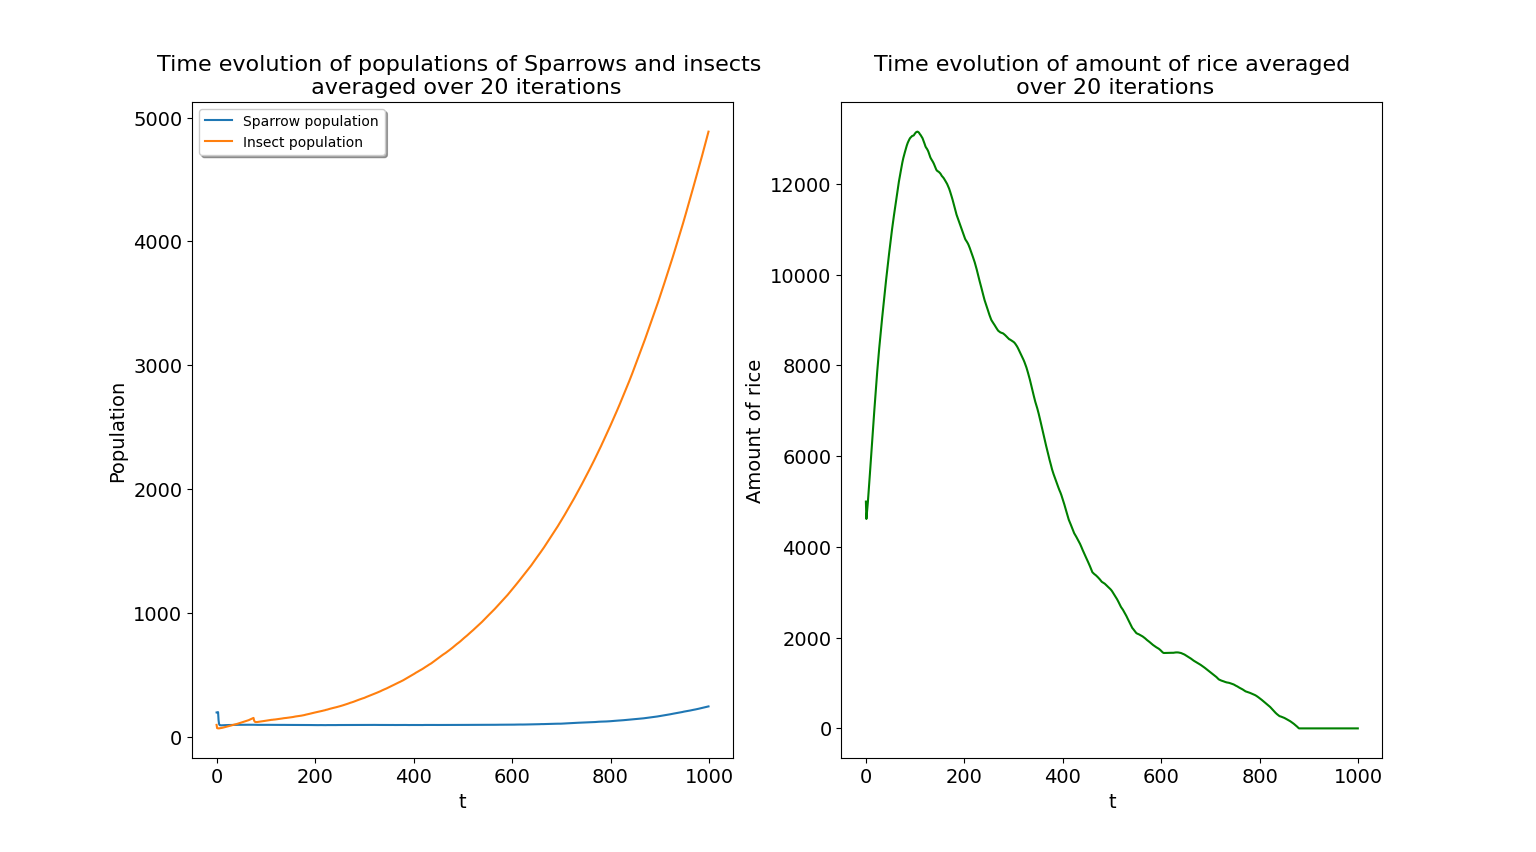 Time evolution of populations of Sparrows and insects
averaged over 20 iterations
Sparrow population
Insect population
5000
4000
3000
2000
1000
0
Population
0 200 400 600 800 1000
t
Time evolution of amount of rice averaged
over 20 iterations
12000
10000
8000
6000
4000
2000
0
Amount of rice
0 200 400 600 800 1000
t